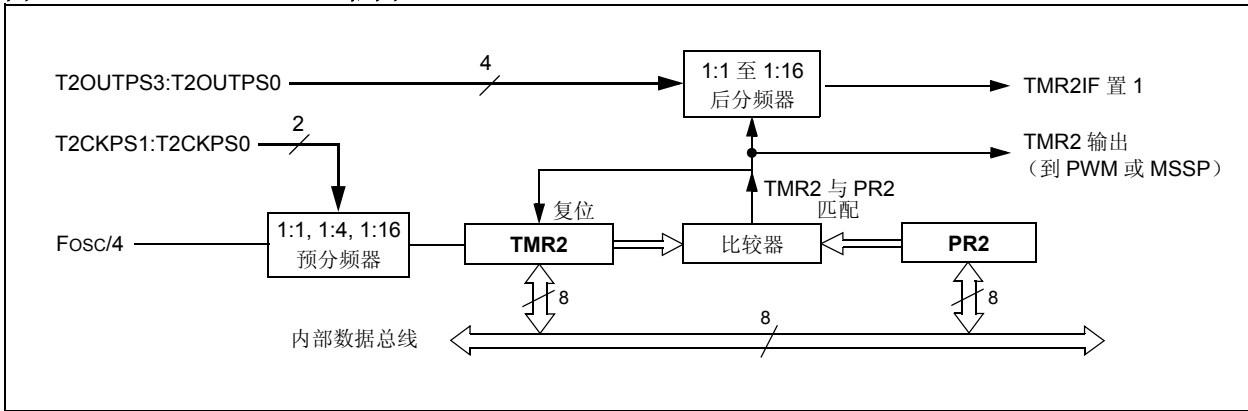 T2OUTPS3:T2OUTPS0
4
1:1 至 1:16
后分频器
TMR2IF 置 1
T2CKPS1:T2CKPS0
2
TMR2 输出
（到 PWM 或 MSSP）
TMR2 与 PR2
匹配
复位
FOSC/4
1:1, 1:4, 1:16
预分频器
TMR2
比较器
PR2
8
8
8
内部数据总线